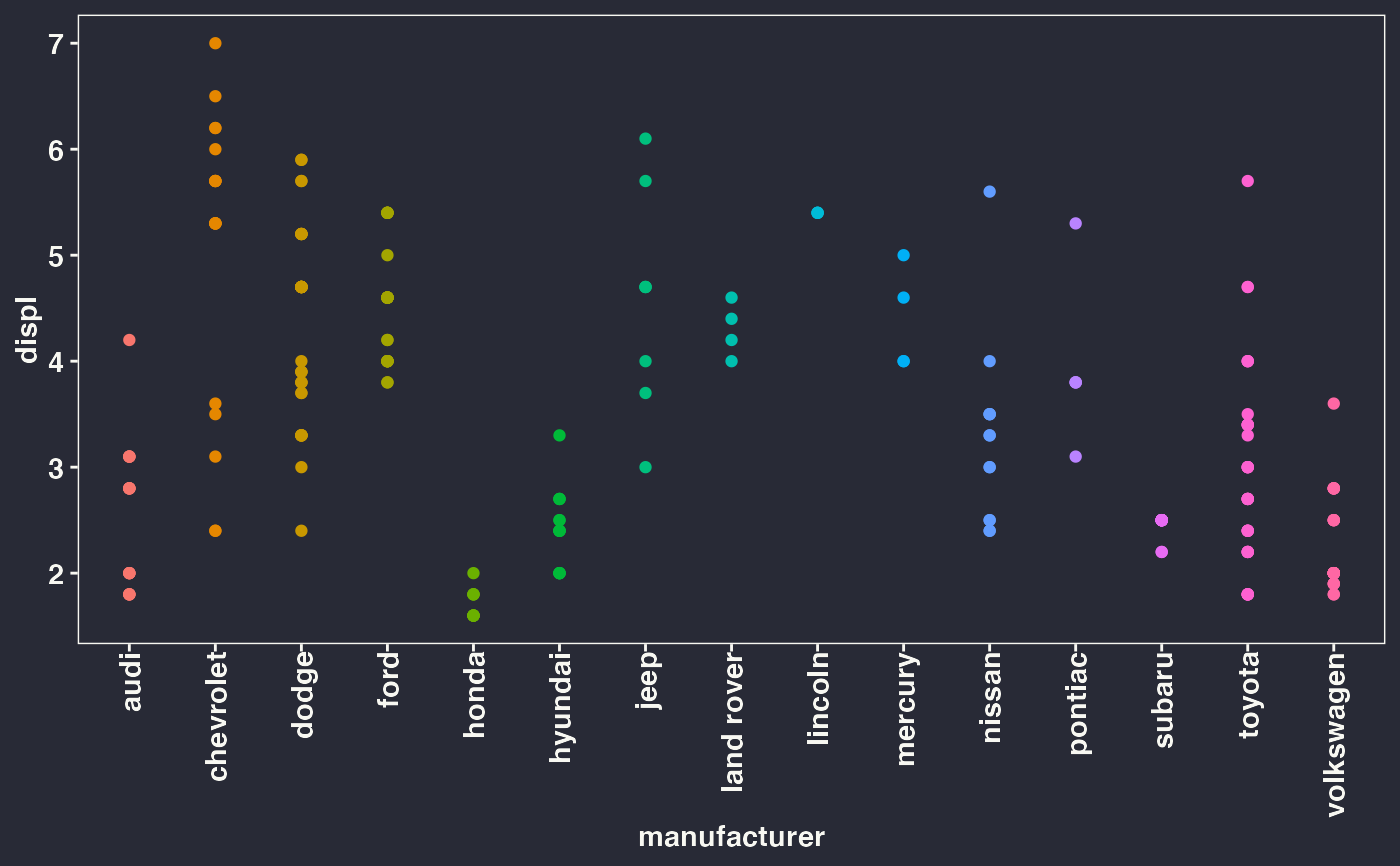 displ
7
6
5
4
3
2
audi
chevrolet
dodge
ford
honda
hyundai
jeep
land rover
lincoln
mercury
nissan
pontiac
subaru
toyota
volkswagen
manufacturer